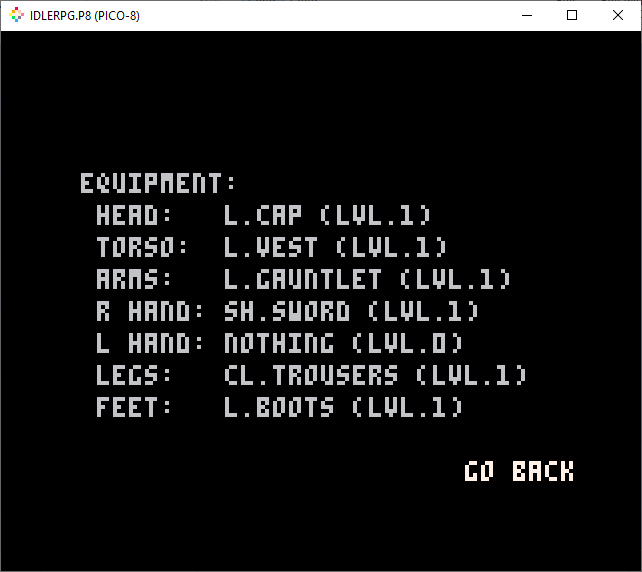 IDLERPG.P8 (PICO-8)
EQUIPMENT:
HEAD: L.CAP (LVL.1)
TORSO: L.VEST (LVL.1)
ARMS: L.GAUNTLET (LVL.1)
R HAND: SH.SWORD (LVL.1)
L HAND: NOTHING (LVL.0)
LEGS: CL.TROUSERS (LVL.1)
FEET: L.BOOTS (LVL.1)
GO BACK